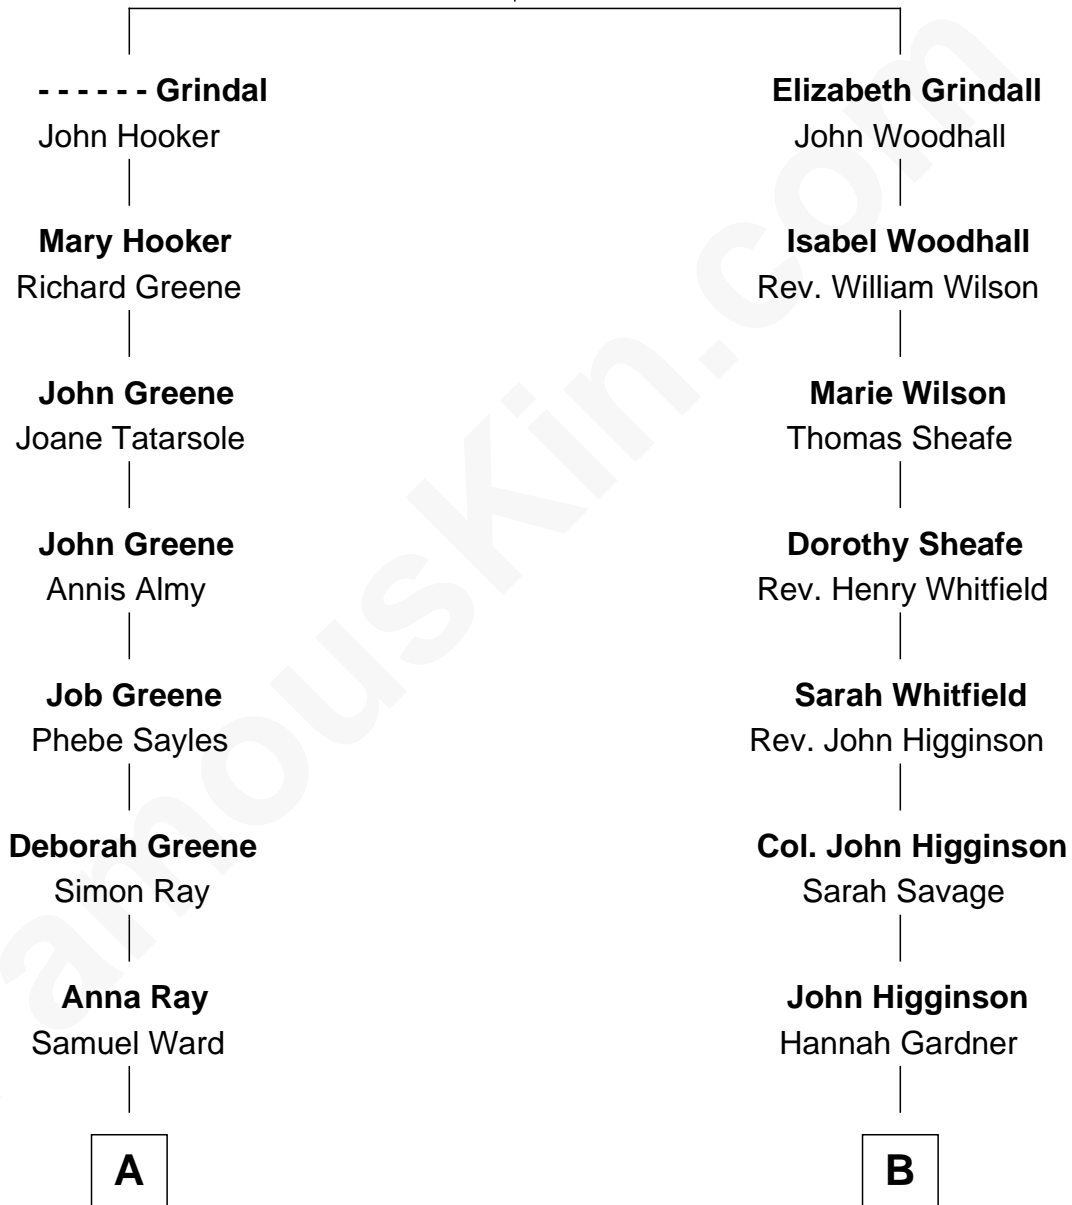 - - - - - - Grindal
John Hooker
Mary Hooker
Richard Greene
John Greene
Joane Tatarsole
John Greene
Annis Almy
Job Greene
Phebe Sayles
Deborah Greene
Simon Ray
Anna Ray
Samuel Ward
A
Elizabeth Grindall
John Woodhall
Isabel Woodhall
Rev. William Wilson
Marie Wilson
Thomas Sheafe
Dorothy Sheafe
Rev. Henry Whitfield
Sarah Whitfield
Rev. John Higginson
Col. John Higginson
Sarah Savage
John Higginson
Hannah Gardner
B
amousKin.com